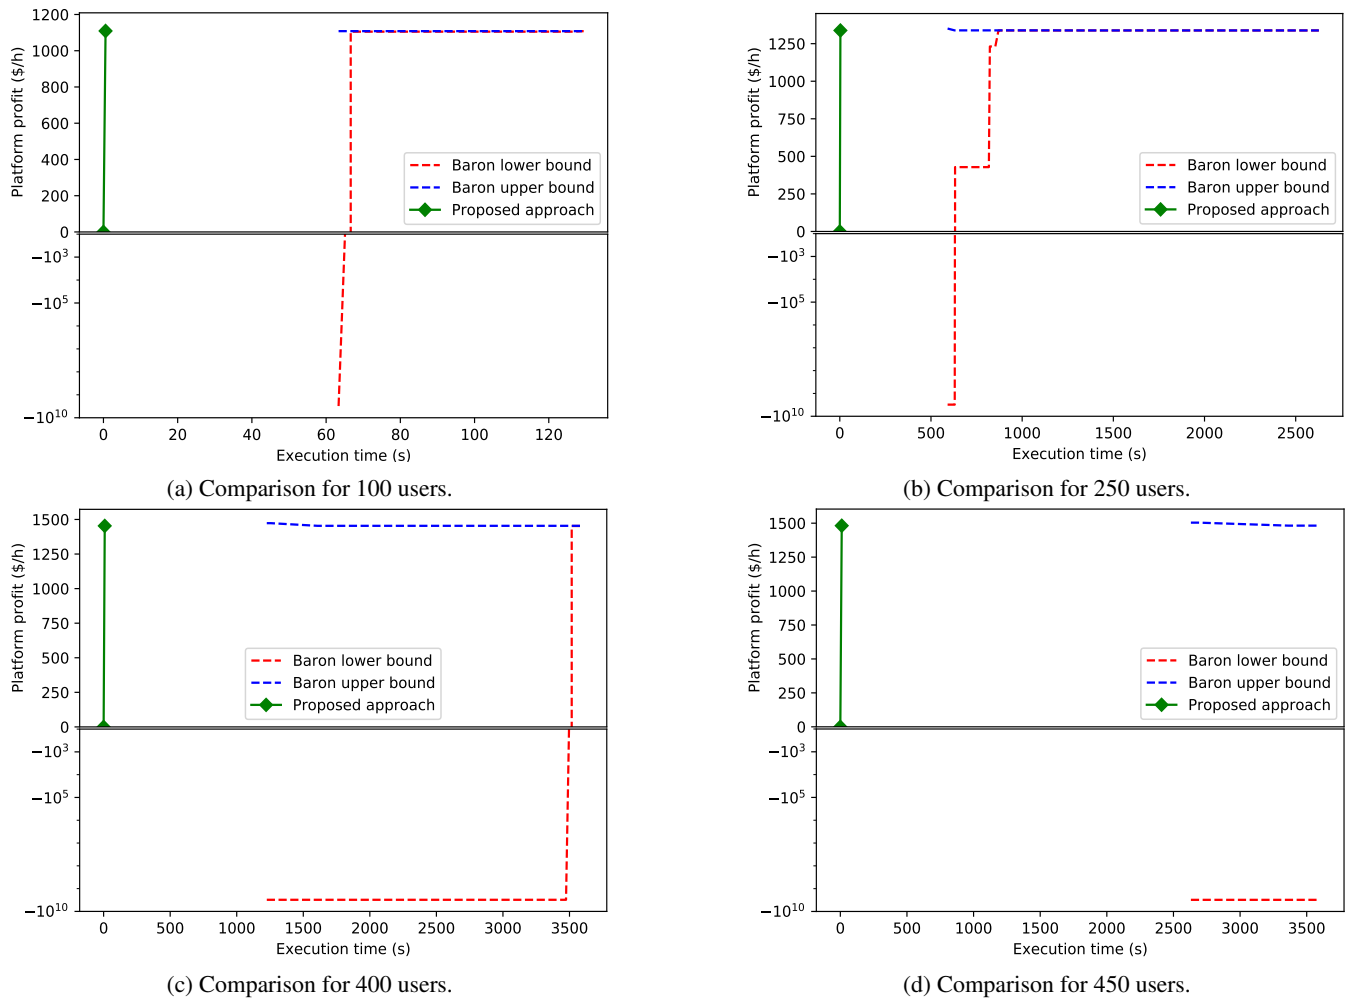 Platform profit ($/h)
1200
1000
800
600
400
200
0
−10^3
−10^5
−10^10
Baron lower bound
Baron upper bound
Proposed approach
0 20 40 60 80 100 120
Execution time (s)
(a) Comparison for 100 users.
Platform profit ($/h)
1250
1000
750
500
250
0
−10^3
−10^5
−10^10
Baron lower bound
Baron upper bound
Proposed approach
0 500 1000 1500 2000 2500
Execution time (s)
(b) Comparison for 250 users.
Platform profit ($/h)
1500
1250
1000
750
500
250
0
−10^3
−10^5
−10^10
Baron lower bound
Baron upper bound
Proposed approach
0 500 1000 1500 2000 2500 3000 3500
Execution time (s)
(c) Comparison for 400 users.
Platform profit ($/h)
1500
1250
1000
750
500
250
0
−10^3
−10^5
−10^10
Baron lower bound
Baron upper bound
Proposed approach
0 500 1000 1500 2000 2500 3000 3500
Execution time (s)
(d) Comparison for 450 users.